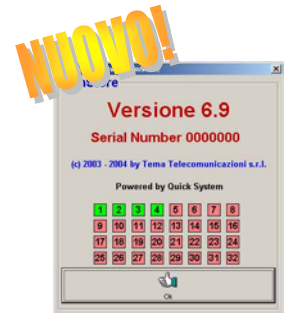 NUOVO!
Versione 6.9
Serial Number 0000000
(c) 2003 - 2004 by Tema Telecomunicazioni s.r.l.
Powered by Quick System
1 2 3 4 5 6 7 8
9 10 11 12 13 14 15 16
17 18 19 20 21 22 23 24
25 26 27 28 29 30 31 32
Ok